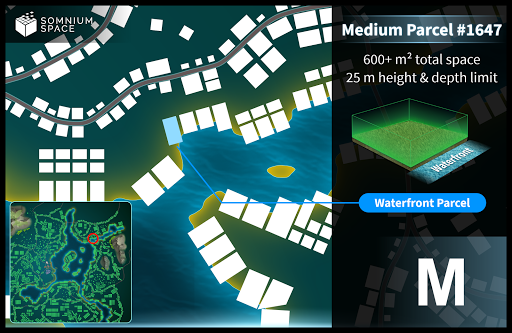 SOMNIUM
SPACE
Medium Parcel #1647
600+ m² total space
25 m height & depth limit
Waterfront
Waterfront Parcel
M